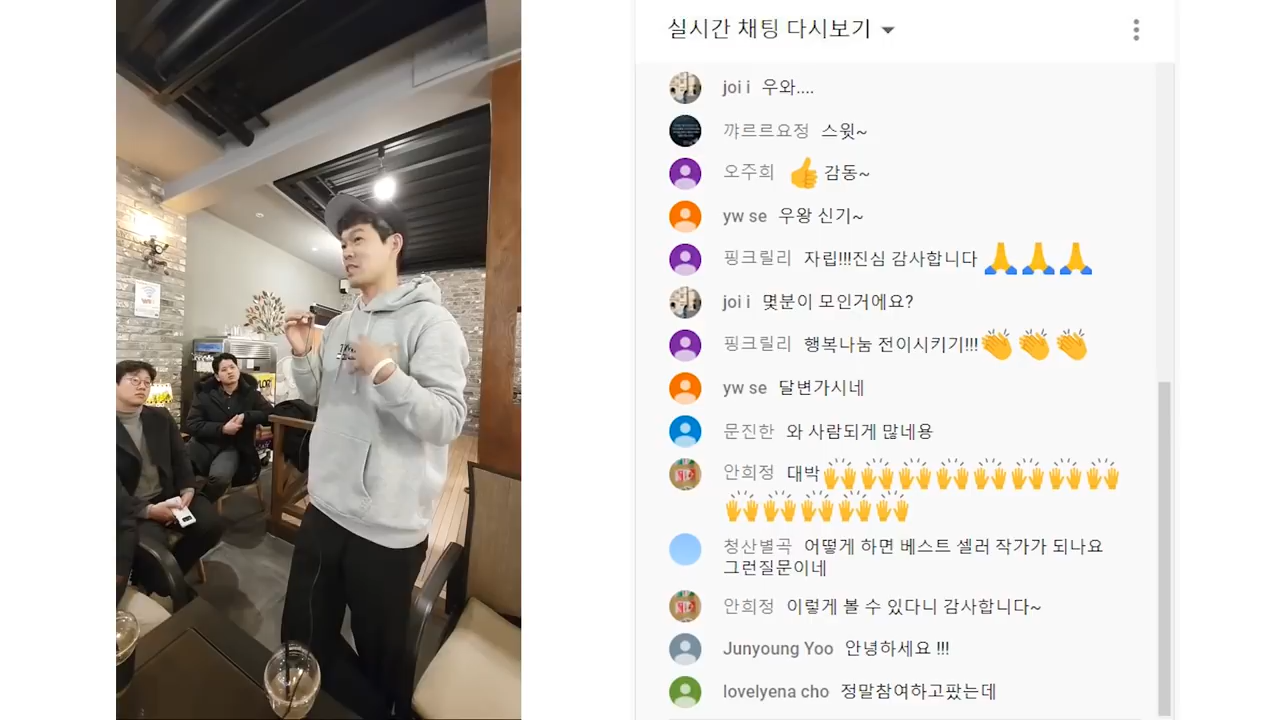 실시간 채팅 다시보기
joi i 우와....
꺄르르요정 스윗~
오주희 👍 감동~
yw se 우왕 신기~
핑크릴리 자립!!!진심 감사합니다 🙏🙏🙏
joi i 몇분이 모인거에요?
핑크릴리 행복나눔 전이시키기!!!👏👏👏
yw se 달변가시네
문진한 와 사람되게 많네용
안희정 대박🙌🙌🙌🙌🙌🙌🙌🙌
🙌🙌🙌🙌🙌
청산별곡 어떻게 하면 베스트 셀러 작가가 되나요
그런질문이네
안희정 이렇게 볼 수 있다니 감사합니다~
Junyoung Yoo 안녕하세요 !!!
lovelyena cho 정말참여하고팠는데